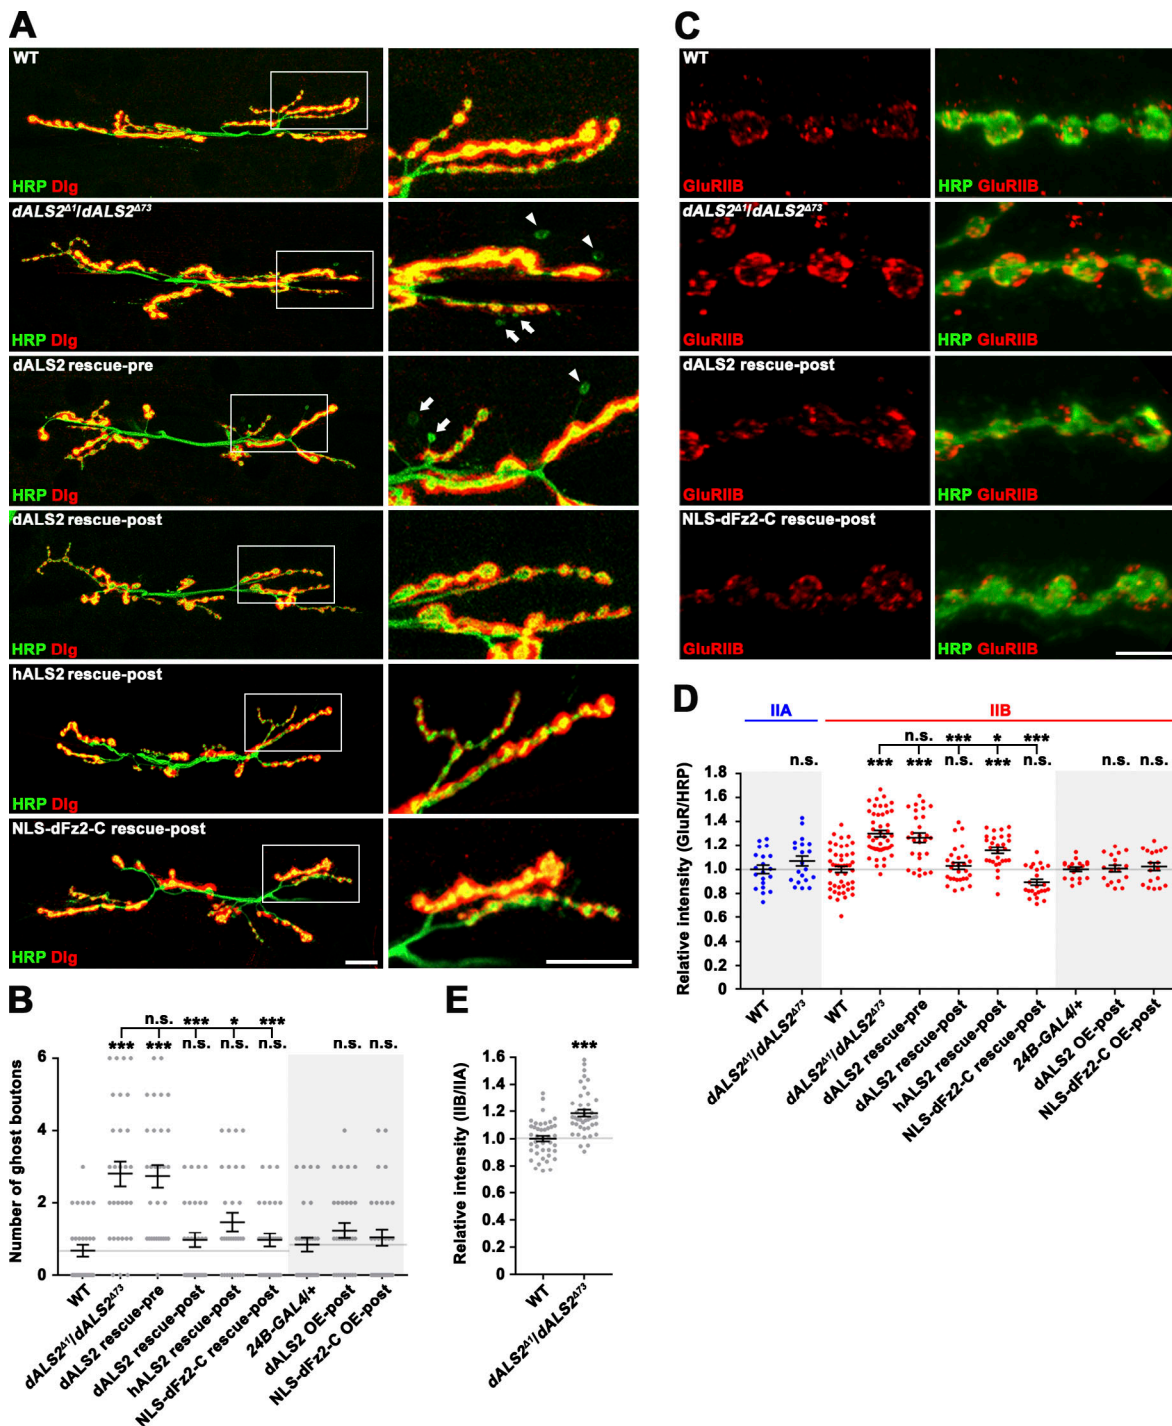 A
WT
HRP Dlg
dALS2Δ1/dALS2Δ73
HRP Dlg
dALS2 rescue-pre
HRP Dlg
dALS2 rescue-post
HRP Dlg
hALS2 rescue-post
HRP Dlg
NLS-dFz2-C rescue-post
HRP Dlg
B
n.s. *** * ***
*** *** n.s. n.s. n.s. n.s. n.s.
Number of ghost boutons
6
4
2
0
WT
dALS2Δ1/dALS2Δ73
dALS2 rescue-pre
dALS2 rescue-post
hALS2 rescue-post
NLS-dFz2-C rescue-post
24B-GAL4/+
dALS2 OE-post
NLS-dFz2-C OE-post
C
WT
GluRIIB HRP GluRIIB
dALS2Δ1/dALS2Δ73
GluRIIB HRP GluRIIB
dALS2 rescue-post
GluRIIB HRP GluRIIB
NLS-dFz2-C rescue-post
GluRIIB HRP GluRIIB
D
IIA IIB
n.s. *** * ***
n.s. *** *** n.s. *** n.s. n.s. n.s.
Relative intensity (GluR/HRP)
1.8
1.6
1.4
1.2
1.0
0.8
0.6
0.4
0.2
0
WT
dALS2Δ1/dALS2Δ73
WT
dALS2Δ1/dALS2Δ73
dALS2 rescue-pre
dALS2 rescue-post
hALS2 rescue-post
NLS-dFz2-C rescue-post
24B-GAL4/+
dALS2 OE-post
NLS-dFz2-C OE-post
E
***
Relative intensity (IIB/IIA)
1.6
1.4
1.2
1.0
0.8
0.6
0.4
0.2
0
WT
dALS2Δ1/dALS2Δ73